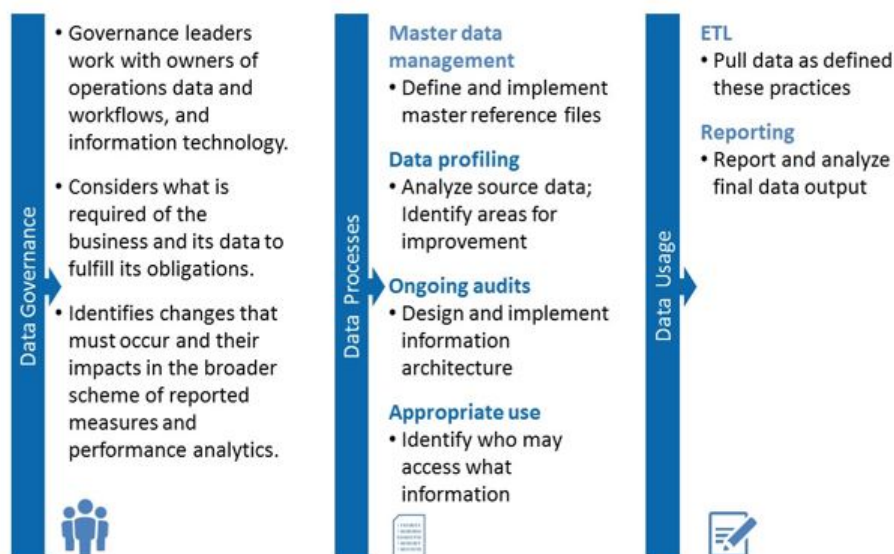 Data Governance
• Governance leaders
work with owners of
operations data and
workflows, and
information technology.
• Considers what is
required of the
business and its data to
fulfill its obligations.
• Identifies changes that
must occur and their
impacts in the broader
scheme of reported
measures and
performance analytics.
Data Processes
Master data
management
• Define and implement
master reference files
Data profiling
• Analyze source data;
Identify areas for
improvement
Ongoing audits
• Design and implement
information
architecture
Appropriate use
• Identify who may
access what
information
Data Usage
ETL
• Pull data as defined
these practices
Reporting
• Report and analyze
final data output